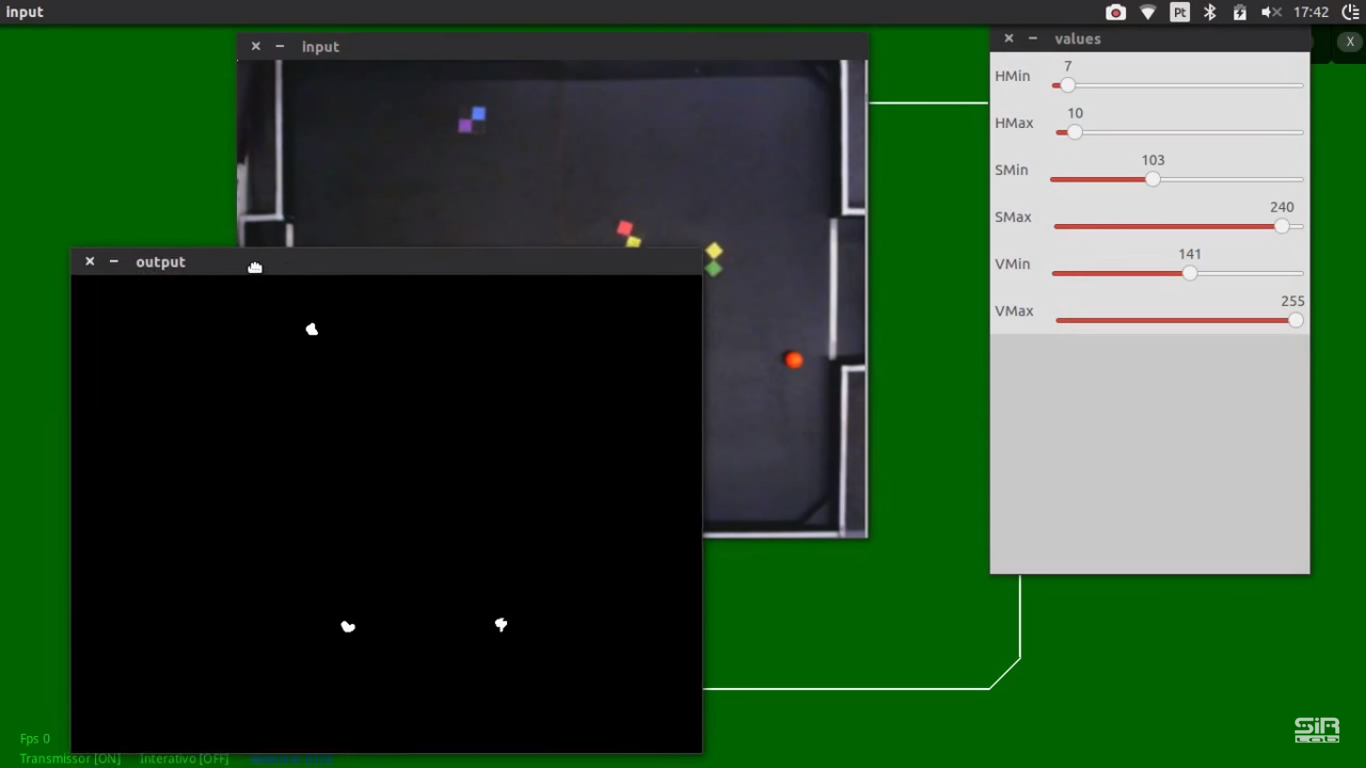 input
Pt
17:42
input
values
X
HMin
7
HMax
10
SMin
103
SMax
240
VMin
141
VMax
255
output
Fps 0
Transmissor [ON] Interativo [OFF]
SiR
Lab